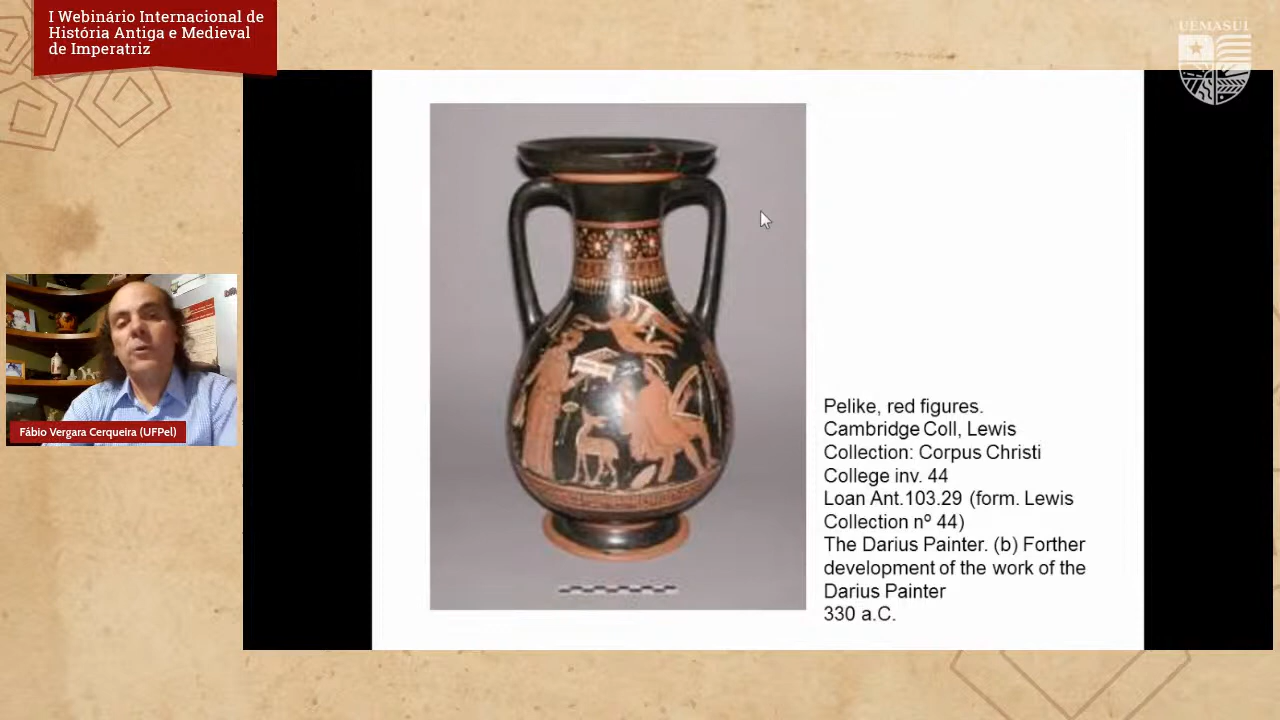 I Webinário Internacional de
História Antiga e Medieval
de Imperatriz
UEMASUL
Fábio Vergara Cerqueira (UFPel)
Pelike, red figures.
Cambridge Coll, Lewis
Collection: Corpus Christi
College inv. 44
Loan Ant.103.29 (form. Lewis
Collection nº 44)
The Darius Painter. (b) Forther
development of the work of the
Darius Painter
330 a.C.